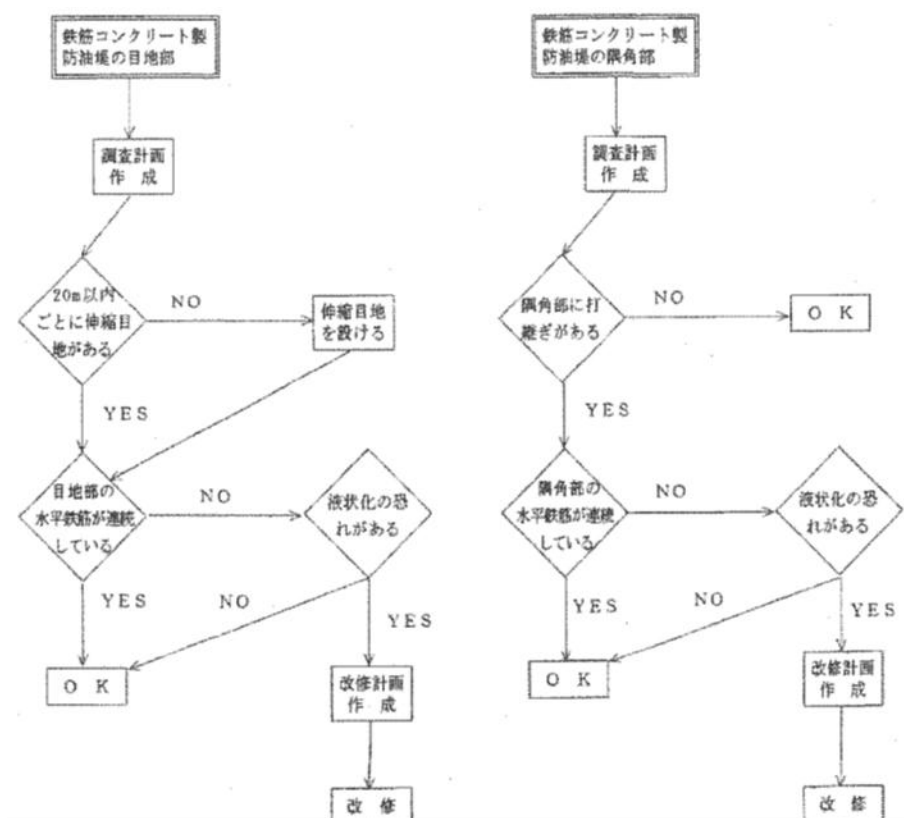 鉄筋コンクリート製
防油堤の目地部
調査計画
作 成
20m以内
ごとに伸縮目
地がある
NO
伸縮目地
を設ける
YES
目地部の
水平鉄筋が連続
している
NO
液状化の恐
れがある
YES
NO
YES
O K
改修計画
作 成
改 修
鉄筋コンクリート製
防油堤の隅角部
調査計画
作 成
隅角部に打
継ぎがある
NO
O K
YES
隅角部の
水平鉄筋が連続
している
NO
液状化の恐
れがある
YES
NO
YES
O K
改修計画
作 成
改 修